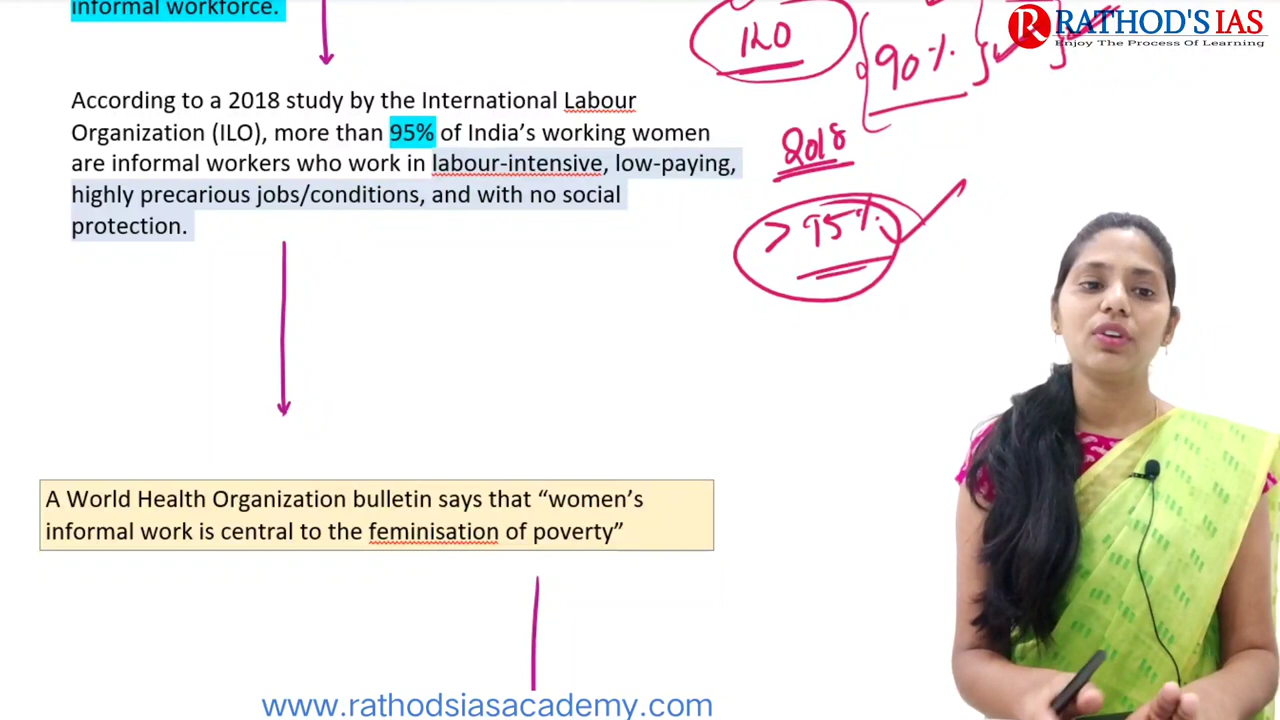 informal workforce.
ILO
90%
RATHOD'S IAS
Enjoy The Process Of Learning
According to a 2018 study by the International Labour
Organization (ILO), more than 95% of India’s working women
are informal workers who work in labour-intensive, low-paying,
highly precarious jobs/conditions, and with no social
protection.
2018
> 95%
A World Health Organization bulletin says that “women’s
informal work is central to the feminisation of poverty”
www.rathodsiasacademy.com